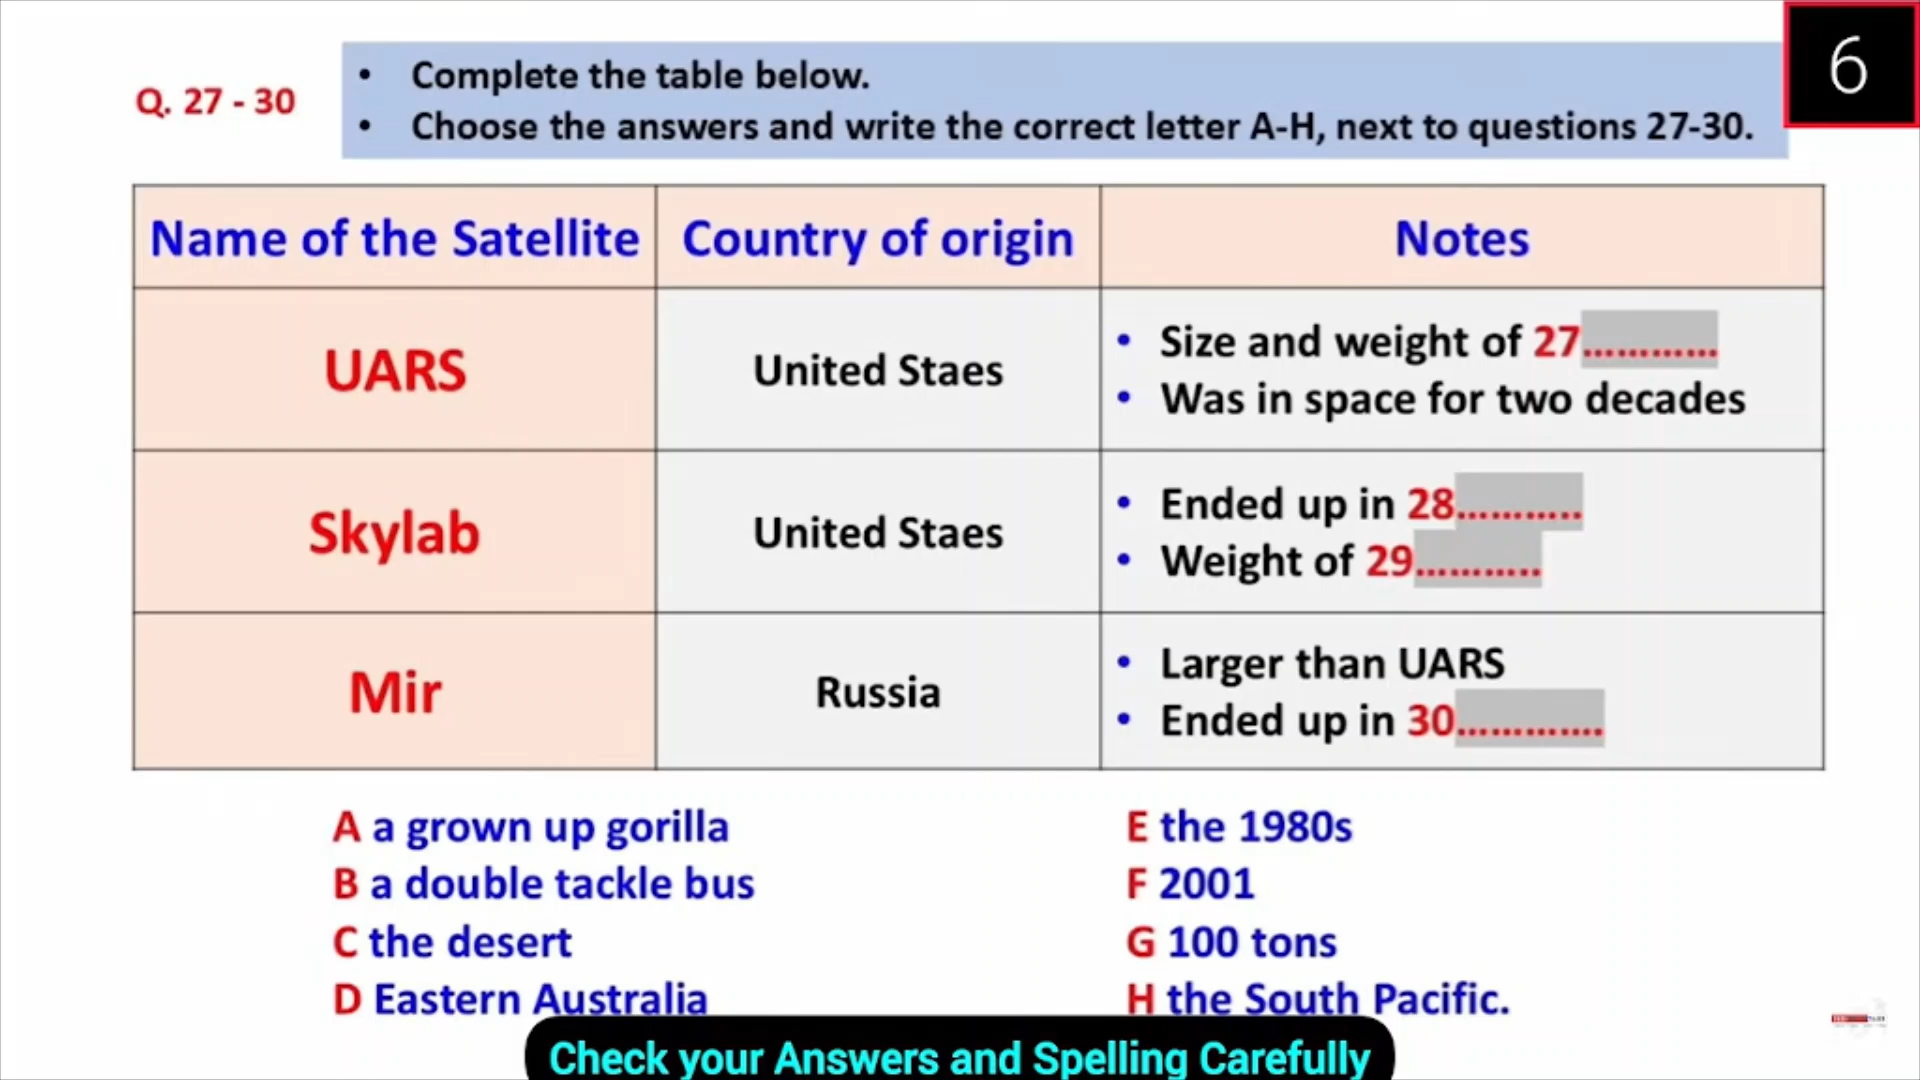 6
Q. 27 - 30
• Complete the table below.
• Choose the answers and write the correct letter A-H, next to questions 27-30.
Name of the Satellite Country of origin Notes
UARS United Staes
• Size and weight of 27…………
• Was in space for two decades
Skylab United Staes
• Ended up in 28………..
• Weight of 29………..
Mir Russia
• Larger than UARS
• Ended up in 30………….
A a grown up gorilla
B a double tackle bus
C the desert
D Eastern Australia
E the 1980s
F 2001
G 100 tons
H the South Pacific.
Check your Answers and Spelling Carefully